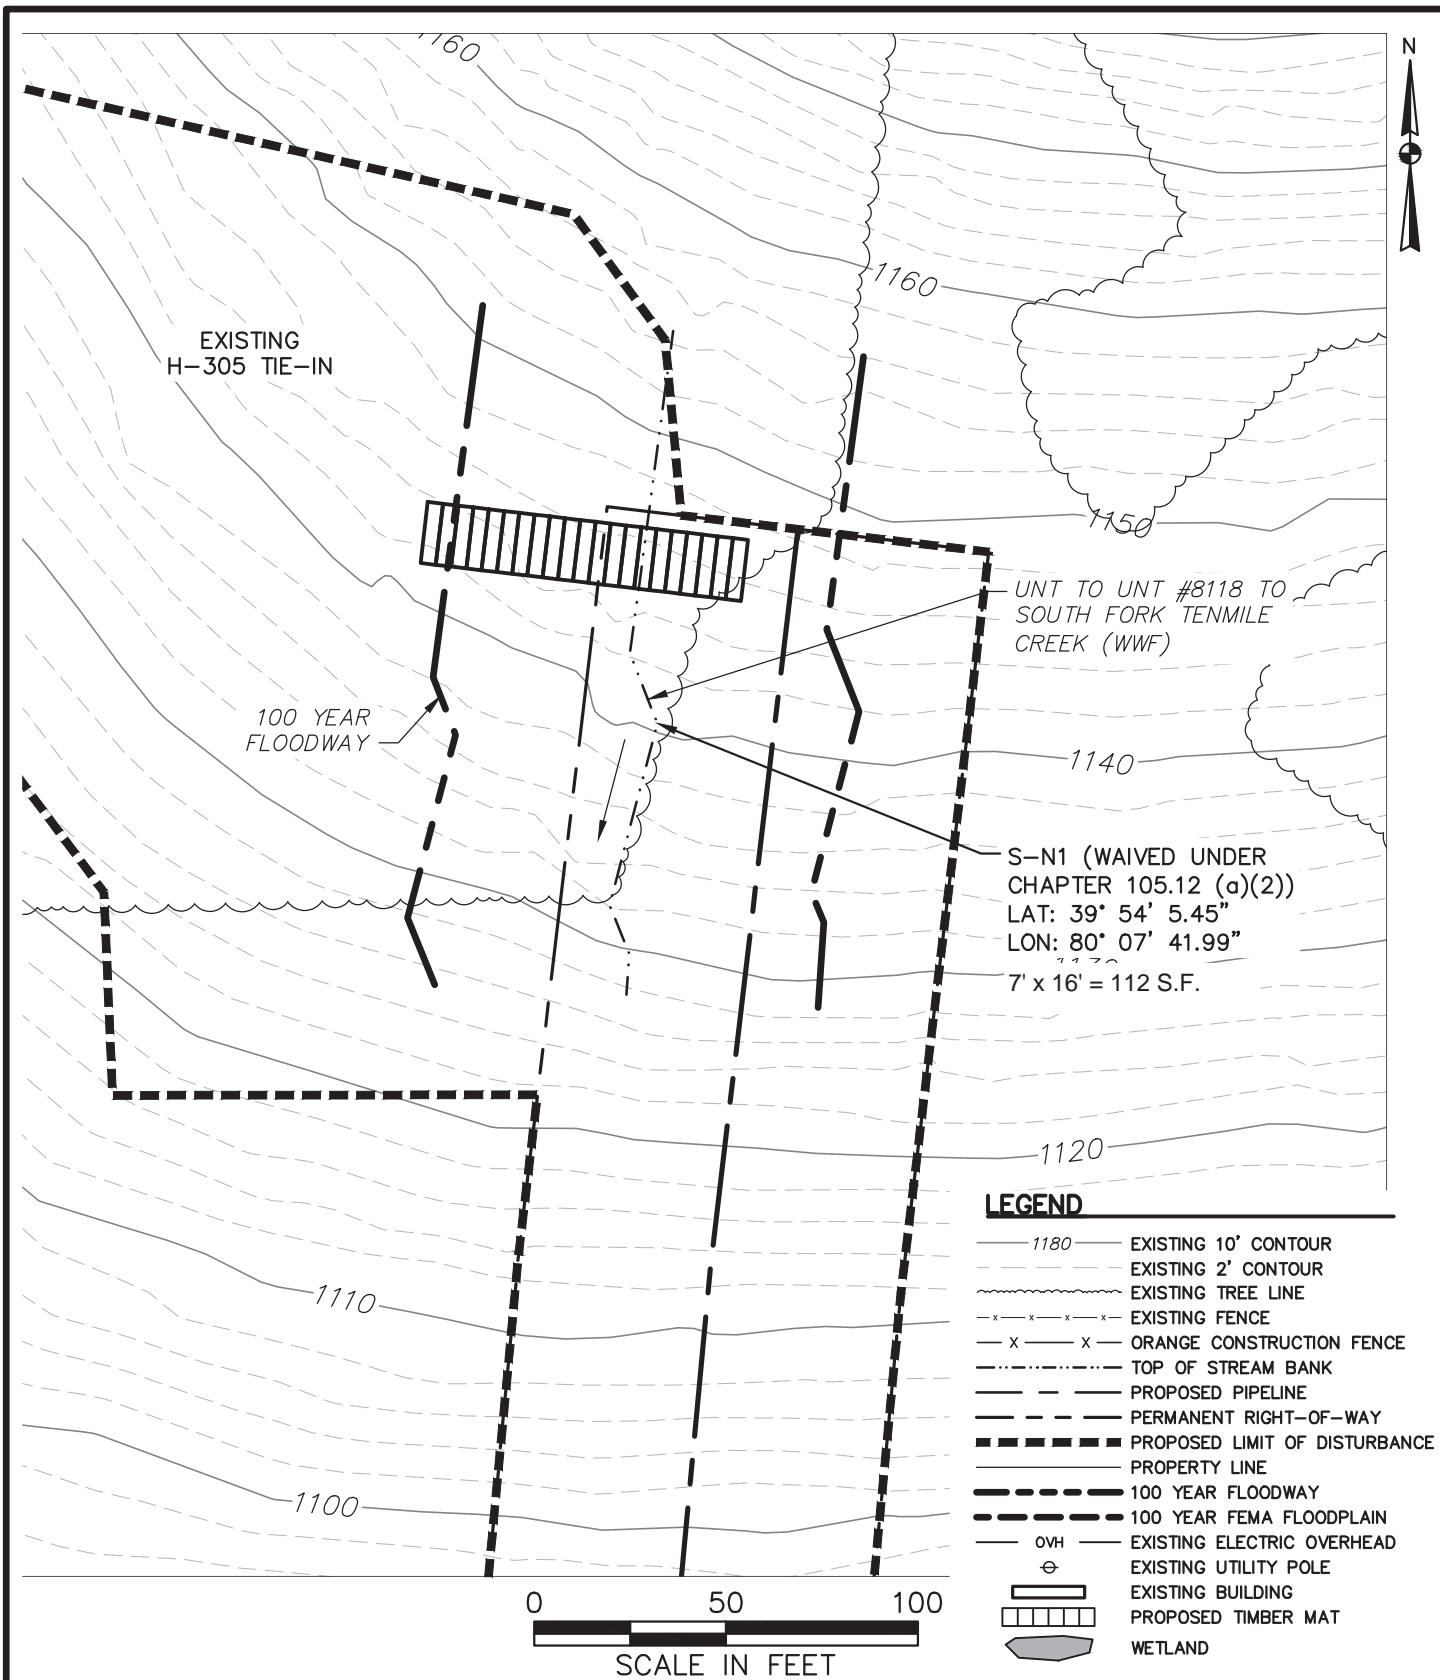 1160
N
1160
EXISTING
H-305 TIE-IN
1150
UNT TO UNT #8118 TO
SOUTH FORK TENMILE
CREEK (WWF)
100 YEAR
FLOODWAY
1140
S-N1 (WAIVED UNDER
CHAPTER 105.12 (a)(2))
LAT: 39° 54' 5.45"
LON: 80° 07' 41.99"
7' x 16' = 112 S.F.
1120
LEGEND
1180 EXISTING 10' CONTOUR
EXISTING 2' CONTOUR
EXISTING TREE LINE
x x x x EXISTING FENCE
X X ORANGE CONSTRUCTION FENCE
TOP OF STREAM BANK
PROPOSED PIPELINE
PERMANENT RIGHT-OF-WAY
PROPOSED LIMIT OF DISTURBANCE
PROPERTY LINE
100 YEAR FLOODWAY
100 YEAR FEMA FLOODPLAIN
OVH EXISTING ELECTRIC OVERHEAD
EXISTING UTILITY POLE
EXISTING BUILDING
PROPOSED TIMBER MAT
WETLAND
1110
1100
0 50 100
SCALE IN FEET